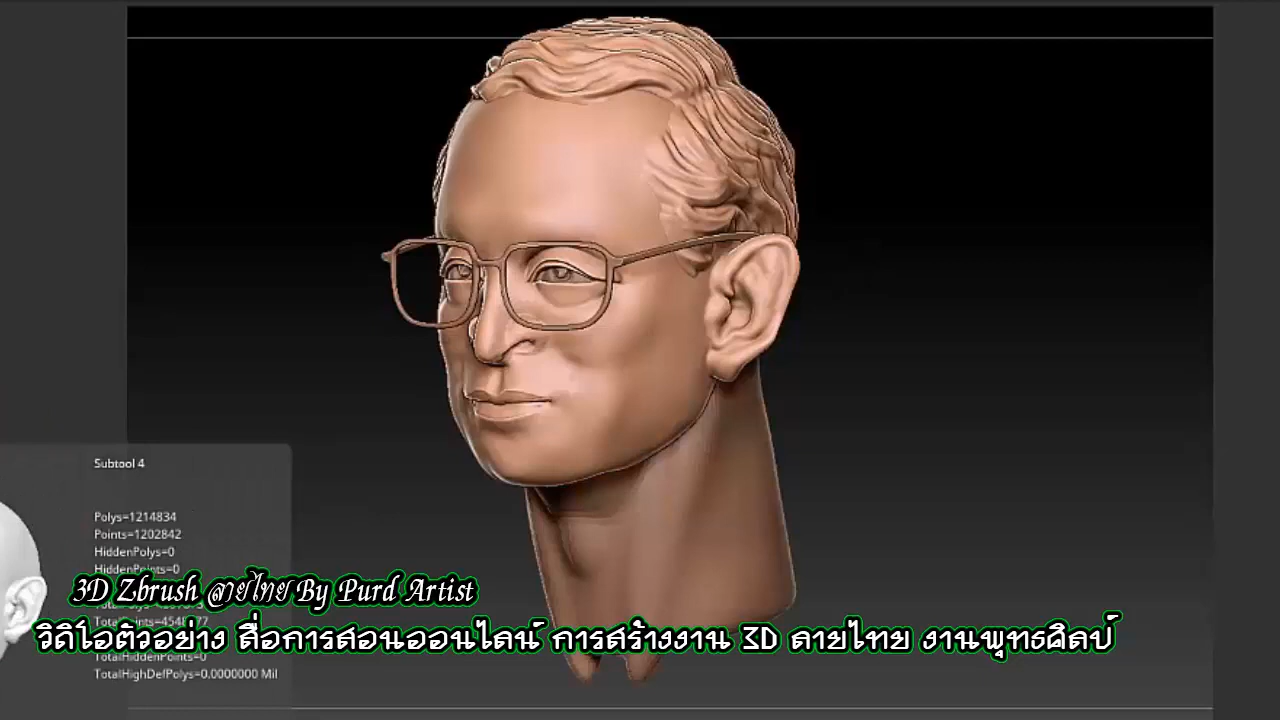 Subtool 4
Polys=1214834
Points=1202842
HiddenPolys=0
HiddenPoints=0
3D Zbrush ลายไทย By Purd Artist
วิดีโอตัวอย่าง สื่อการสอนออนไลน์ การสร้างงาน 3D ลายไทย งานพุทธศิลป์
TotalHiddenPoints=0
TotalHighDefPolys=0.0000000 Mil